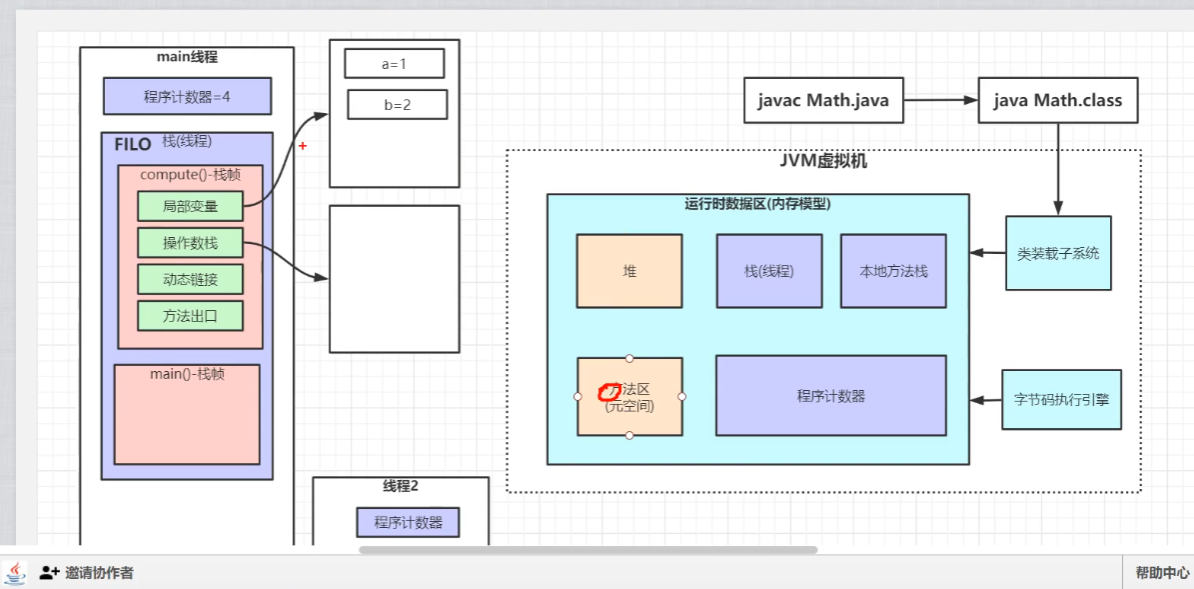 main线程
程序计数器=4
FILO 栈(线程)
compute()-栈帧
局部变量
操作数栈
动态链接
方法出口
main()-栈帧
a=1
b=2
线程2
程序计数器
javac Math.java
java Math.class
JVM虚拟机
运行时数据区(内存模型)
堆
栈(线程)
本地方法栈
方法区
(元空间)
程序计数器
类装载子系统
字节码执行引擎
邀请协作者
帮助中心